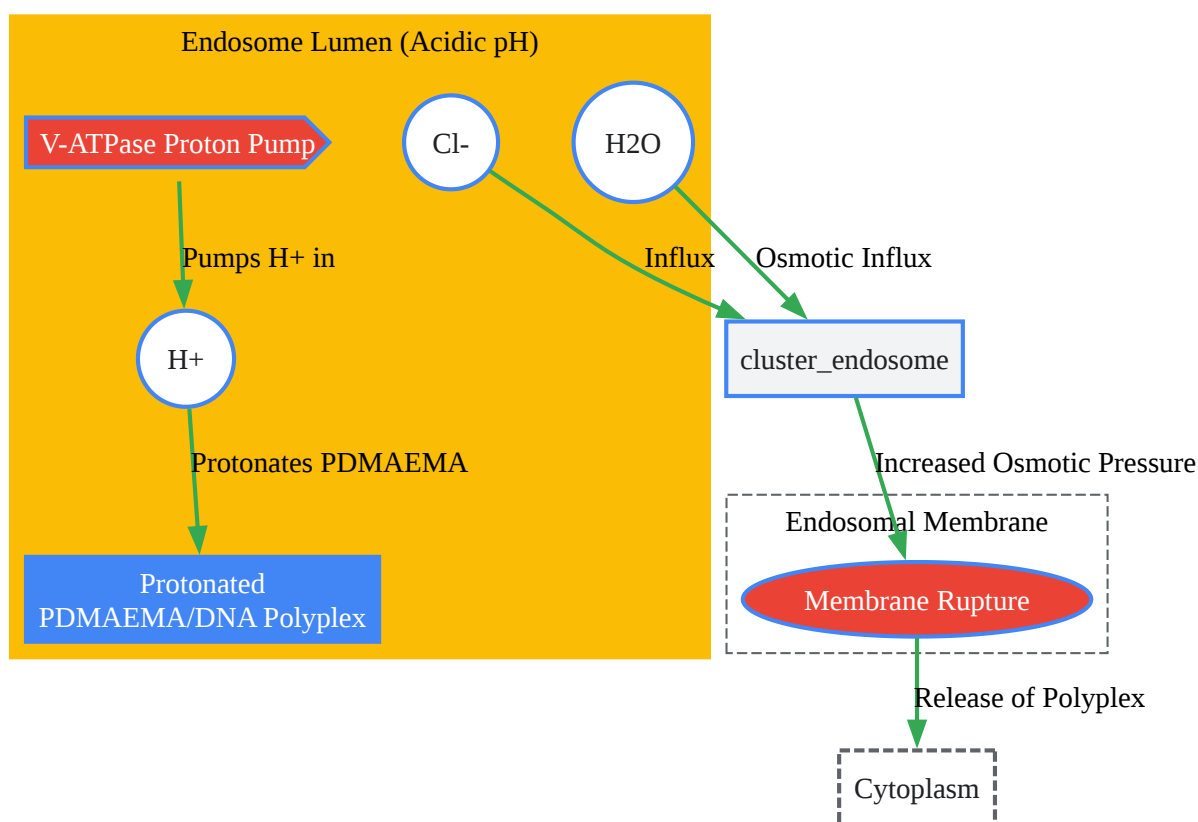 Endosome Lumen (Acidic pH)
V-ATPase Proton Pump
Cl-
H2O
Pumps H+ in
Influx
Osmotic Influx
H+
cluster_endosome
Protonates PDMAEMA
Increased Osmotic Pressure
Endosomal Membrane
Protonated
PDMAEMA/DNA Polyplex
Membrane Rupture
Release of Polyplex
Cytoplasm